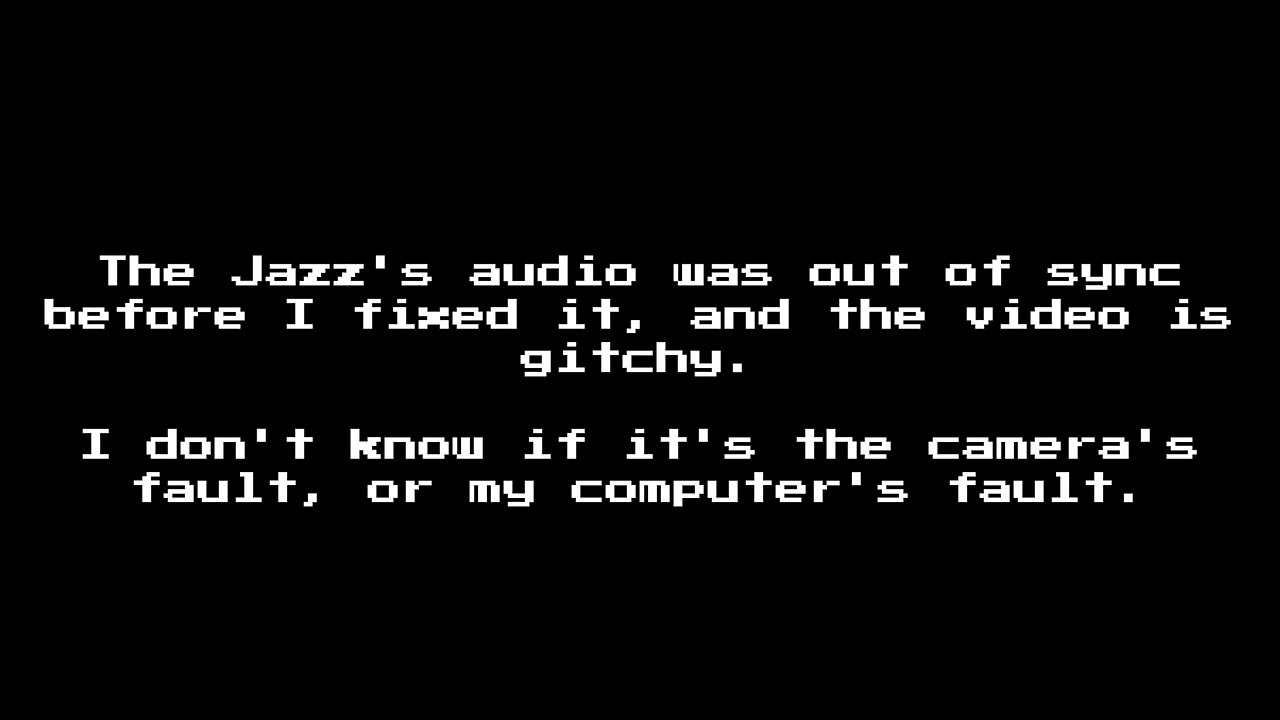 The Jazz's audio was out of sync
before I fixed it, and the video is
gitchy.
I don't know if it's the camera's
fault, or my computer's fault.